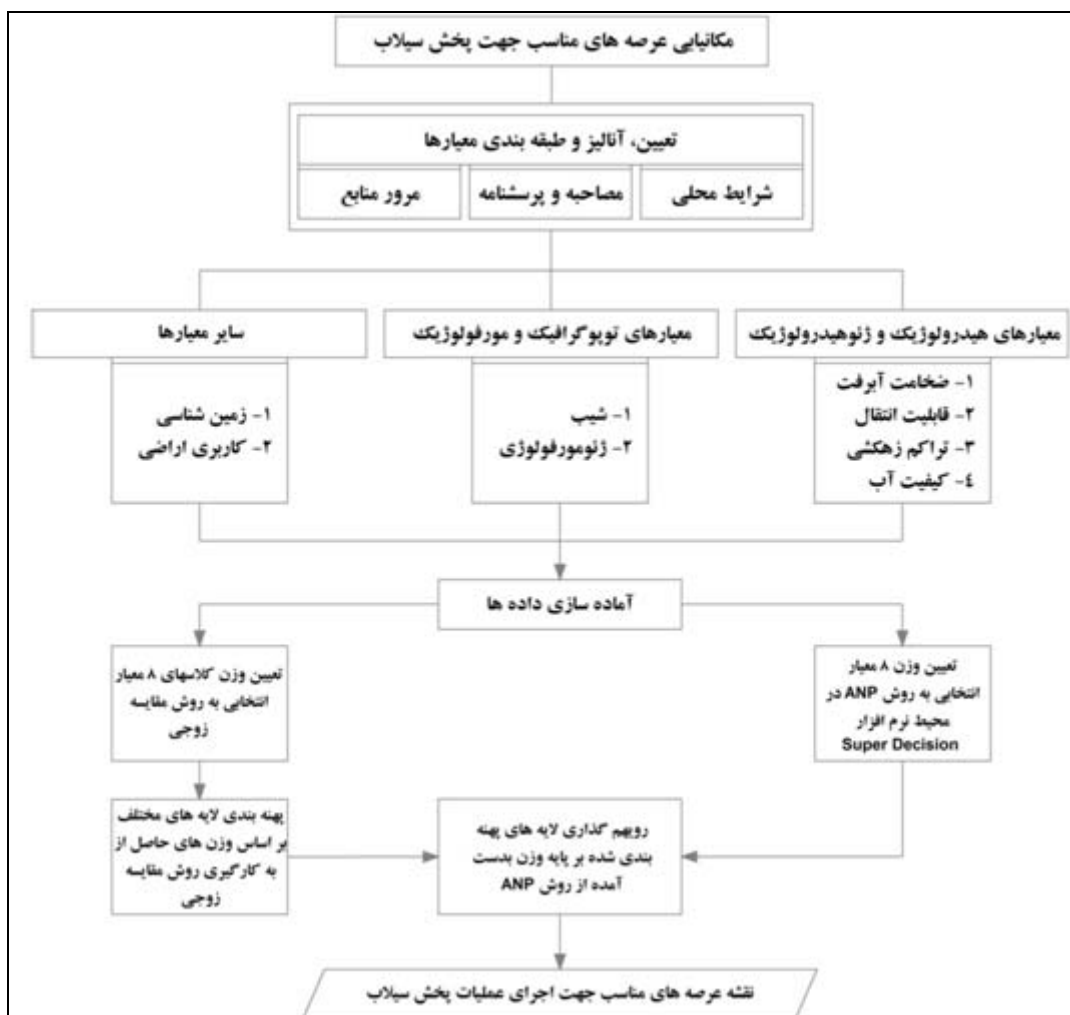 مکانیابی عرصه های مناسب جهت پخش سیلاب
تعیین، آنالیز و طبقه بندی معیارها
شرایط محلی
مصاحبه و پرسشنامه
مرور منابع
معیارهای هیدرولوژیک و ژئوهیدرولوژیک
۱- ضخامت آبرفت
۲- قابلیت انتقال
۳- تراکم زهکشی
٤- کیفیت آب
معیارهای توپوگرافیک و مورفولوژیک
۱- شیب
۲- ژئومورفولوژی
سایر معیارها
۱- زمین شناسی
۲- کاربری اراضی
آماده سازی داده ها
تعیین وزن ۸ معیار
انتخابی به روش ANP در
محیط نرم افزار
Super Decision
تعیین وزن کلاسهای ۸ معیار
انتخابی به روش مقایسه
زوجی
پهنه بندی لایه های مختلف
بر اساس وزن های حاصل از
به کارگیری روش مقایسه
زوجی
رویهم گذاری لایه های پهنه
بندی شده بر پایه وزن بدست
آمده از روش ANP
نقشه عرصه های مناسب جهت اجرای عملیات پخش سیلاب